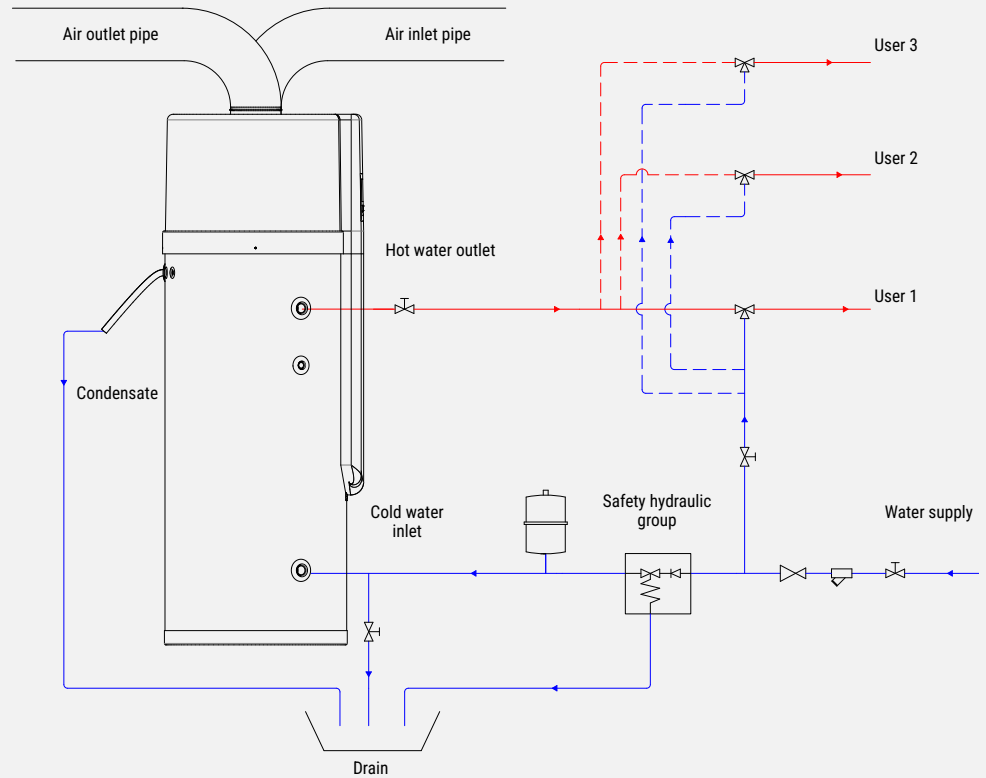 Air outlet pipe
Air inlet pipe
User 3
User 2
Hot water outlet
User 1
Condensate
Cold water
inlet
Safety hydraulic
group
Water supply
Drain